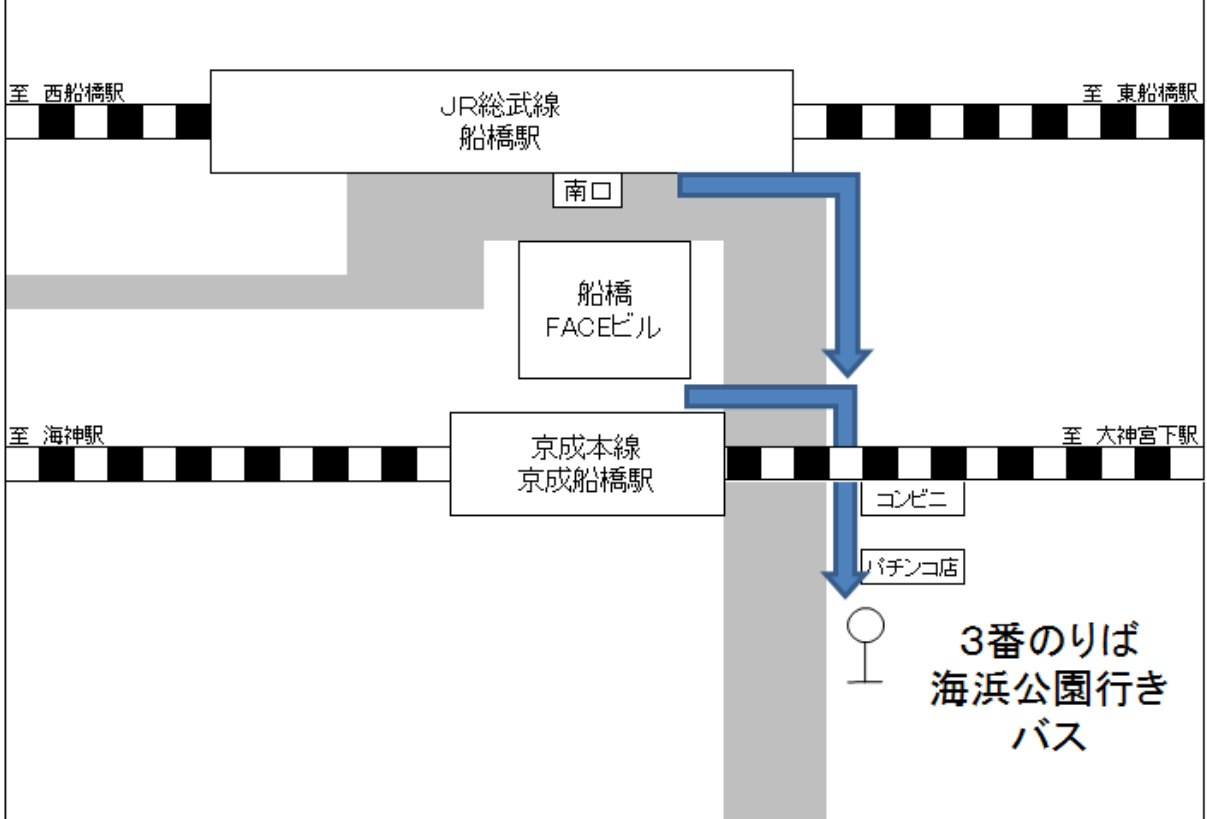 至 西船橋駅
JR総武線
船橋駅
至 東船橋駅
南口
船橋
FACEビル
至 海神駅
京成本線
京成船橋駅
至 大神宮下駅
コンビニ
パチンコ店
3番のりば
海浜公園行き
バス